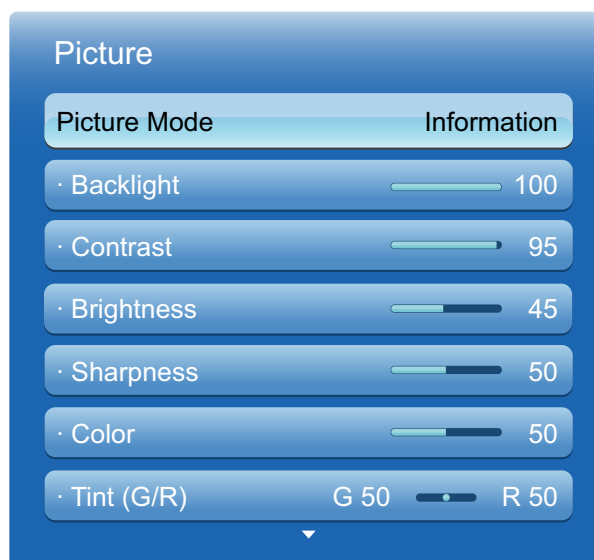 Picture
Picture Mode Information
· Backlight 100
· Contrast 95
· Brightness 45
· Sharpness 50
· Color 50
· Tint (G/R) G 50 R 50